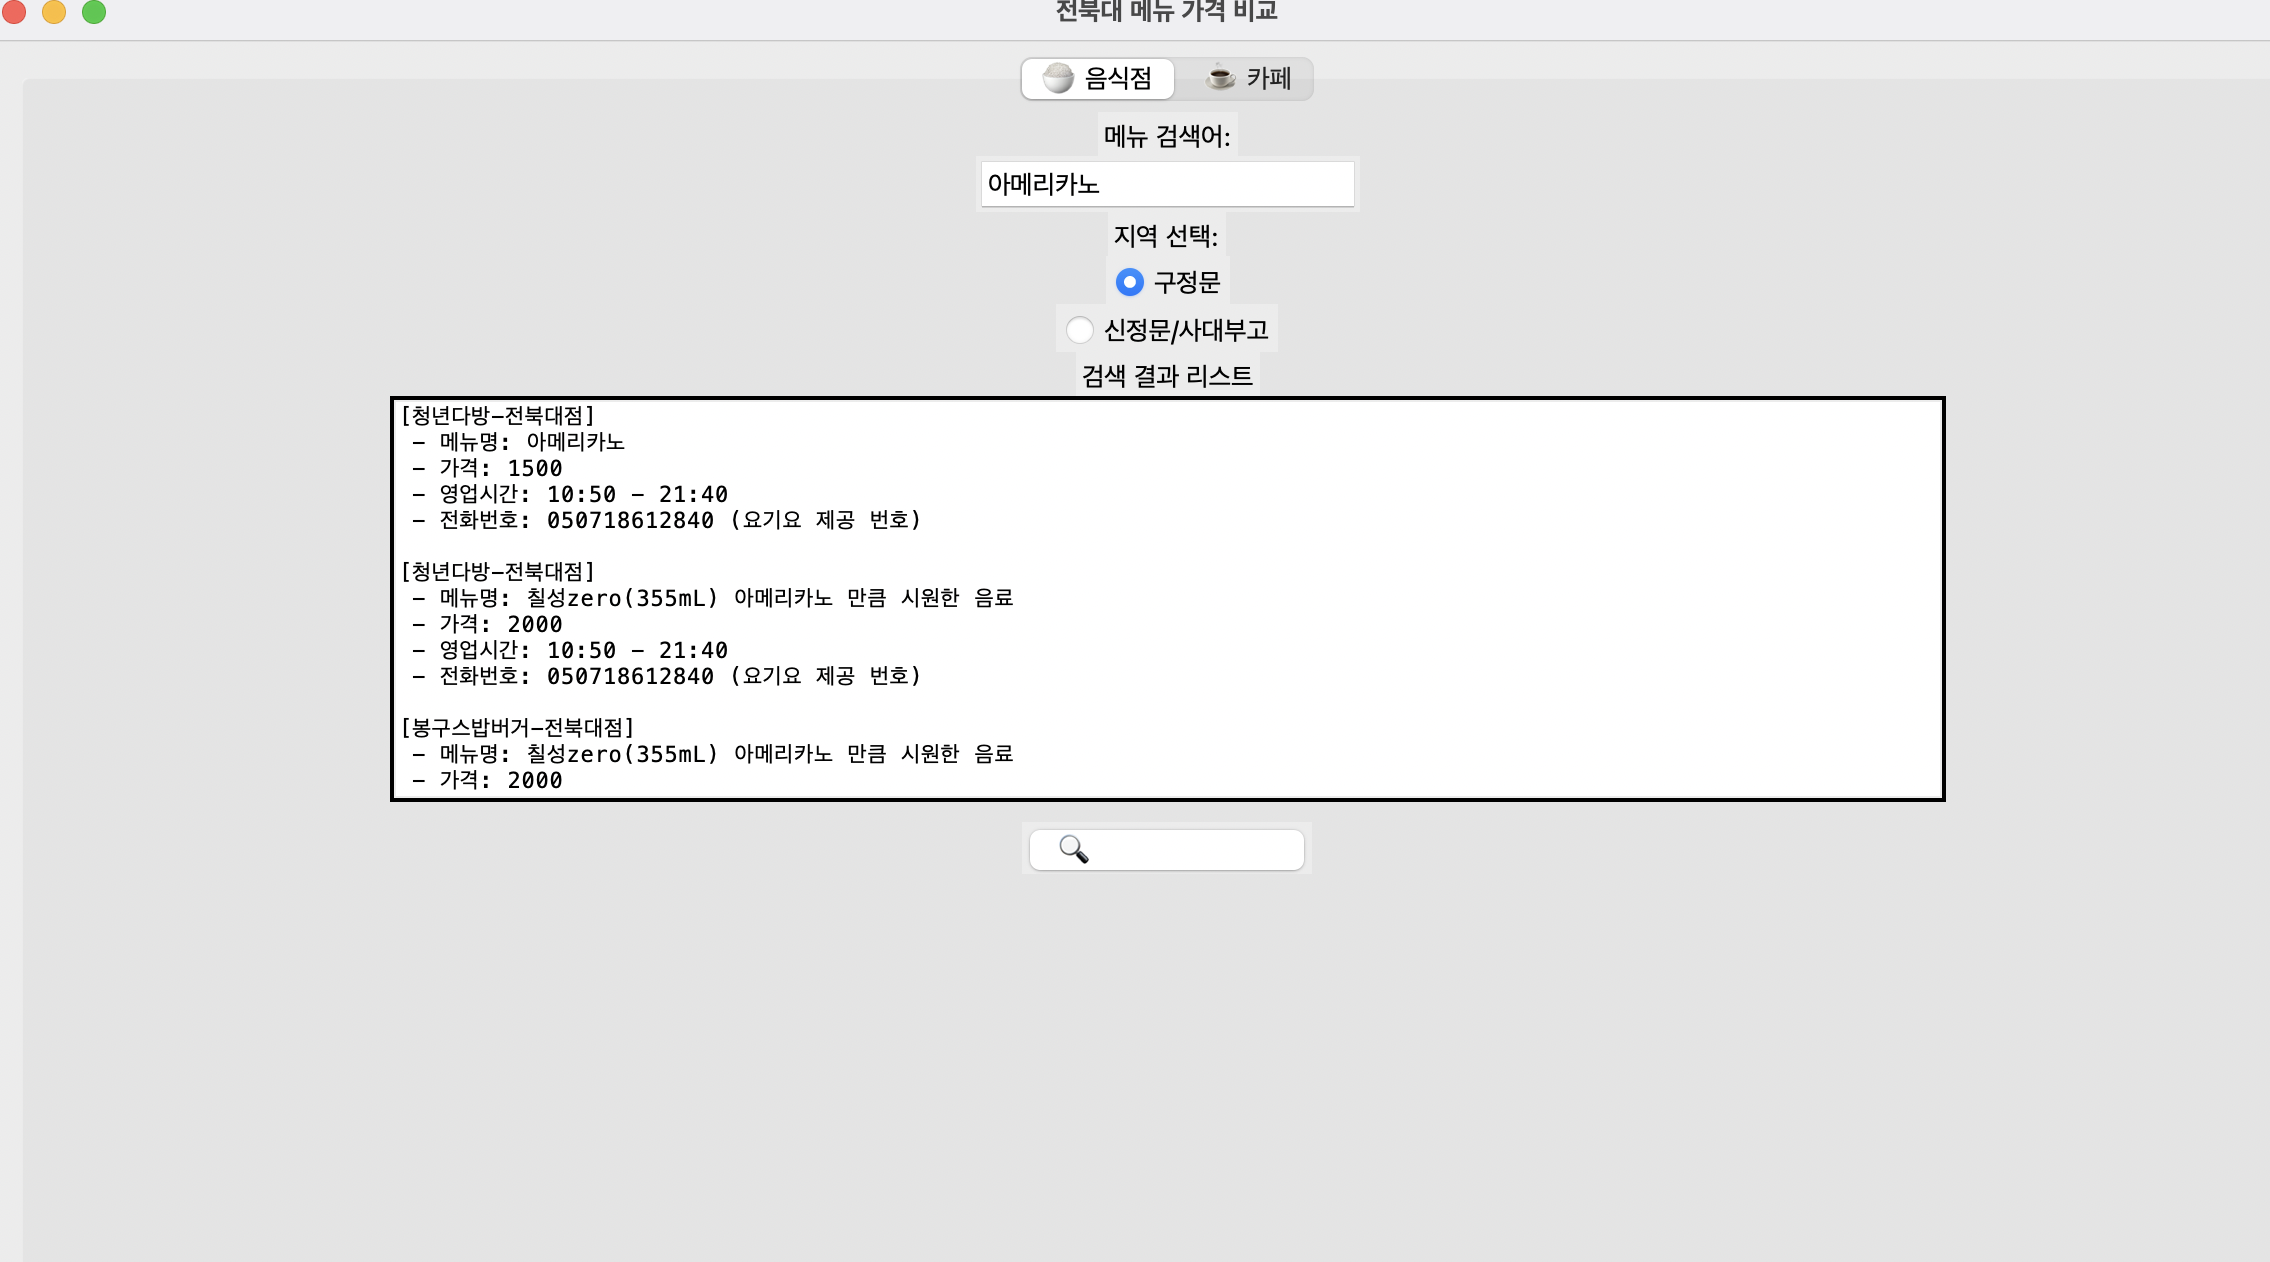 전북대 메뉴 가격 비교
음식점 카페
메뉴 검색어:
아메리카노
지역 선택:
구정문
신정문/사대부고
검색 결과 리스트
[청년다방-전북대점]
- 메뉴명: 아메리카노
- 가격: 1500
- 영업시간: 10:50 - 21:40
- 전화번호: 050718612840 (요기요 제공 번호)
[청년다방-전북대점]
- 메뉴명: 칠성zero(355mL) 아메리카노 만큼 시원한 음료
- 가격: 2000
- 영업시간: 10:50 - 21:40
- 전화번호: 050718612840 (요기요 제공 번호)
[봉구스밥버거-전북대점]
- 메뉴명: 칠성zero(355mL) 아메리카노 만큼 시원한 음료
- 가격: 2000